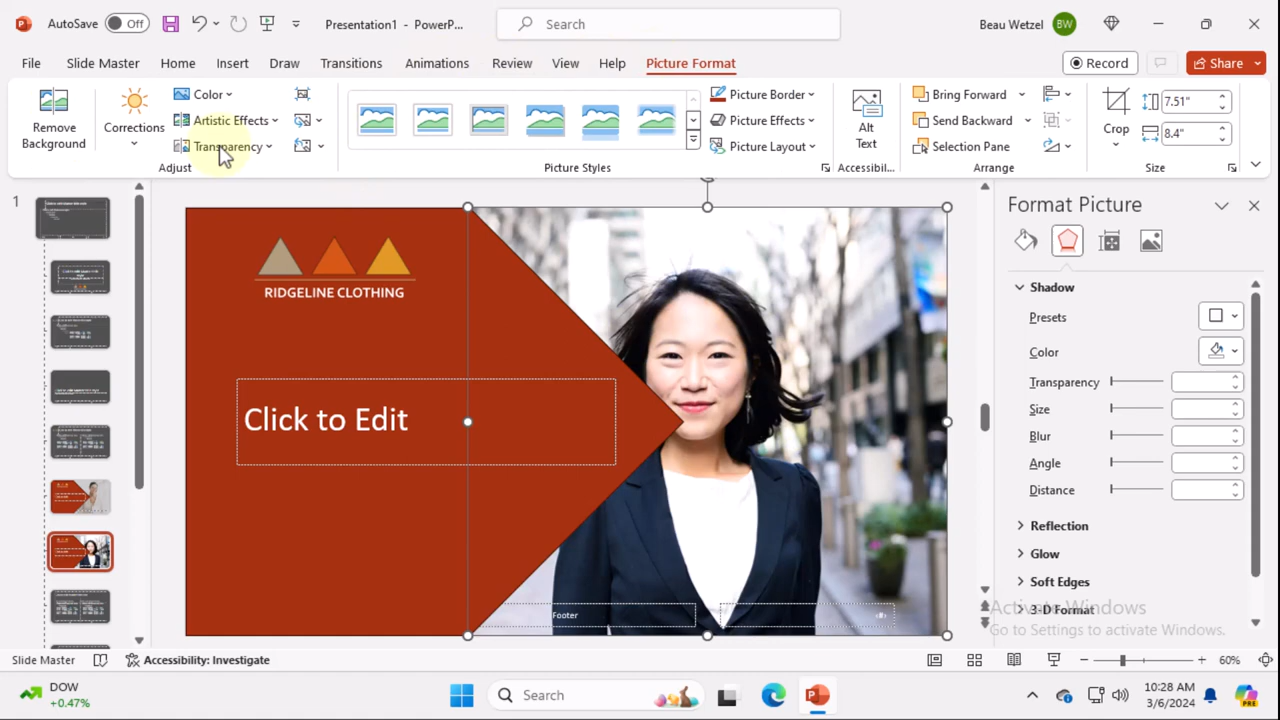 AutoSave Off Presentation1 - PowerP... Search Beau Wetzel BW
File Slide Master Home Insert Draw Transitions Animations Review View Help Picture Format Record Share
Remove Background
Corrections
Color
Artistic Effects
Transparency
Adjust
Picture Styles
Picture Border
Picture Effects
Picture Layout
Alt Text
Accessibil...
Bring Forward
Send Backward
Selection Pane
Arrange
Crop
7.51"
8.4"
Size
1
RIDGELINE CLOTHING
Click to Edit
Footer
Format Picture
Shadow
Presets
Color
Transparency
Size
Blur
Angle
Distance
Reflection
Glow
Soft Edges
3-D Format
Activate Windows
Go to Settings to activate Windows.
Slide Master Accessibility: Investigate 60%
DOW
+0.47%
Search
PRE
10:28 AM
3/6/2024